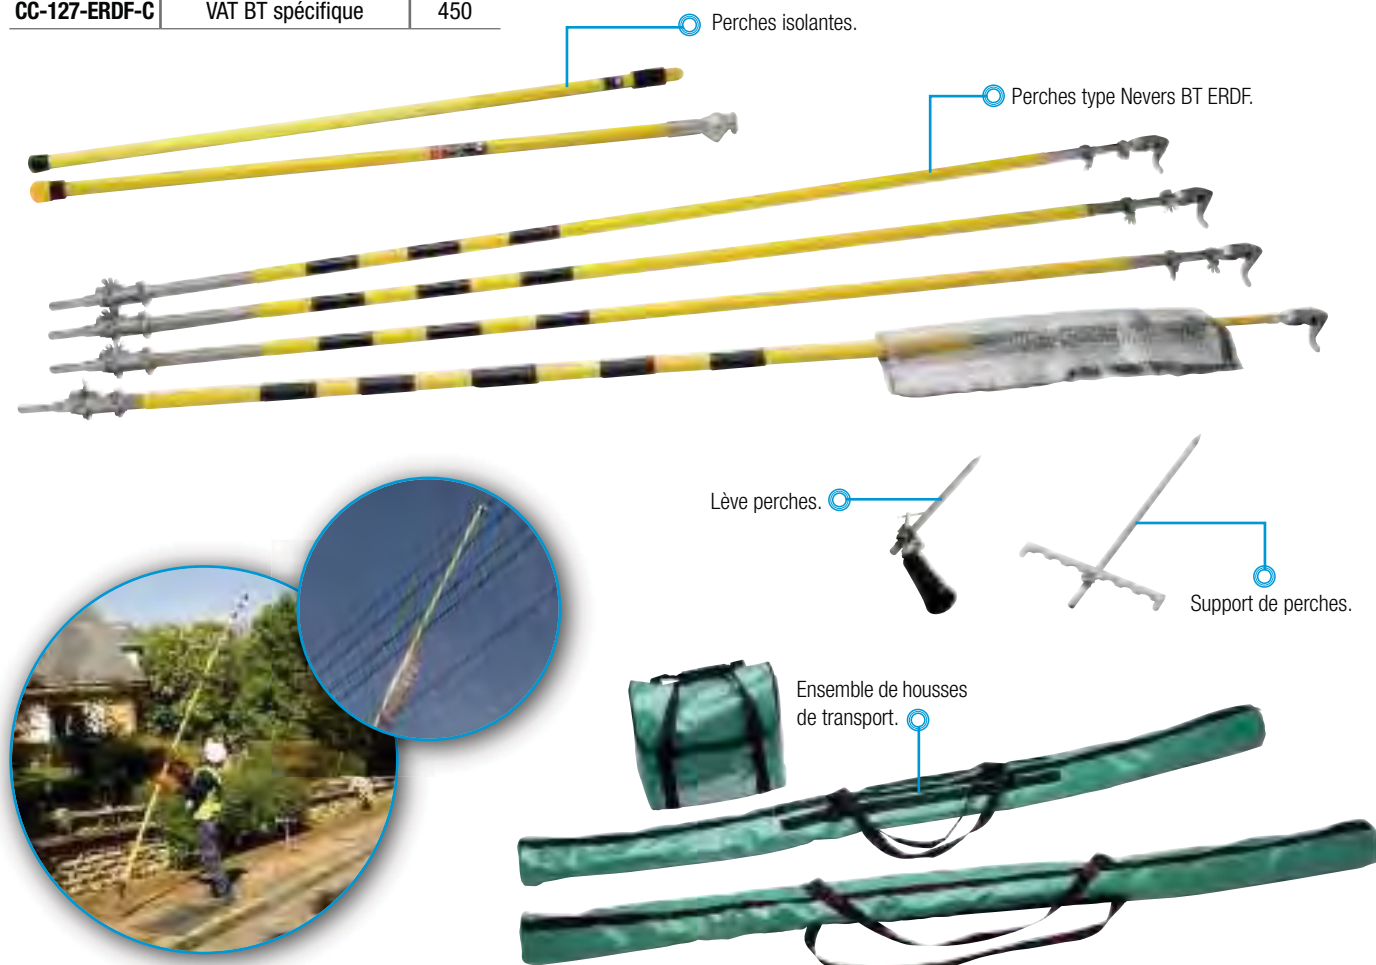 CC-127-ERDF-C VAT BT spécifique 450
Perches isolantes.
Perches type Nevers BT ERDF.
Lève perches.
Support de perches.
Ensemble de housses
de transport.